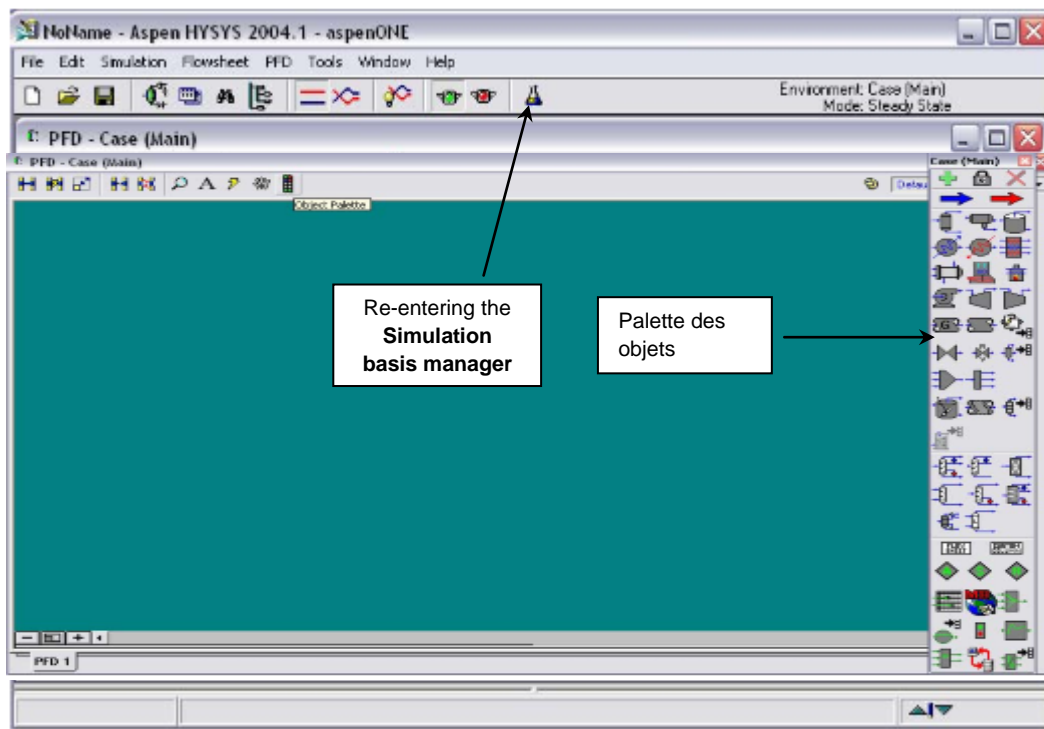 NoName - Aspen HYSYS 2004.1 - aspenONE
File Edit Simulation Flowsheet PFD Tools Window Help
Environment: Case (Main)
Mode: Steady State
PFD - Case (Main)
PFD - Case (Main)
Case (Main)
A
Defau
Object Palette
Re-entering the
Simulation
basis manager
Palette des
objets
PFD 1